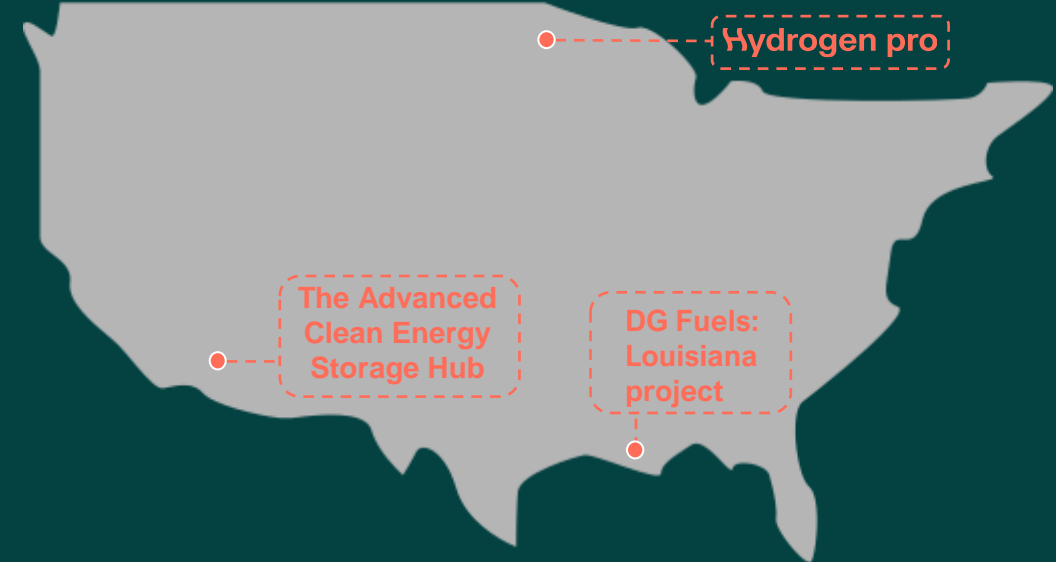 Hydrogen pro
The Advanced
Clean Energy
Storage Hub
DG Fuels:
Louisiana
project